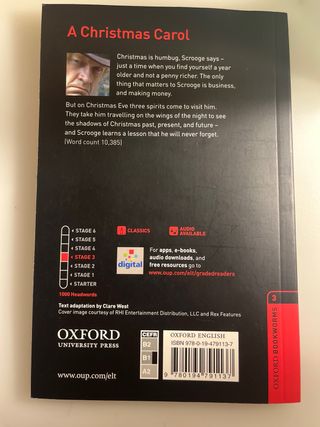 A Christmas Carol
Christmas is humbug, Scrooge says –
just a time when you find yourself a year
older and not a penny richer. The only
thing that matters to Scrooge is business,
and making money.
But on Christmas Eve three spirits come to visit him.
They take him travelling on the wings of the night to see
the shadows of Christmas past, present, and future –
and Scrooge learns a lesson that he will never forget.
[Word count 10,385]
STAGE 6
STAGE 5
STAGE 4
STAGE 3
STAGE 2
STAGE 1
STARTER
1000 Headwords
CLASSICS
AUDIO
AVAILABLE
digital
For apps, e-books,
audio downloads, and
free resources go to
www.oup.com/elt/gradedreaders
Text adaptation by Clare West
Cover image courtesy of RHI Entertainment Distribution, LLC and Rex Features
OXFORD
UNIVERSITY PRESS
www.oup.com/elt
CEFR
B2
B1
A2
OXFORD ENGLISH
ISBN 978-0-19-479113-7
9 780194 791137
3
OXFORD BOOKWORMS